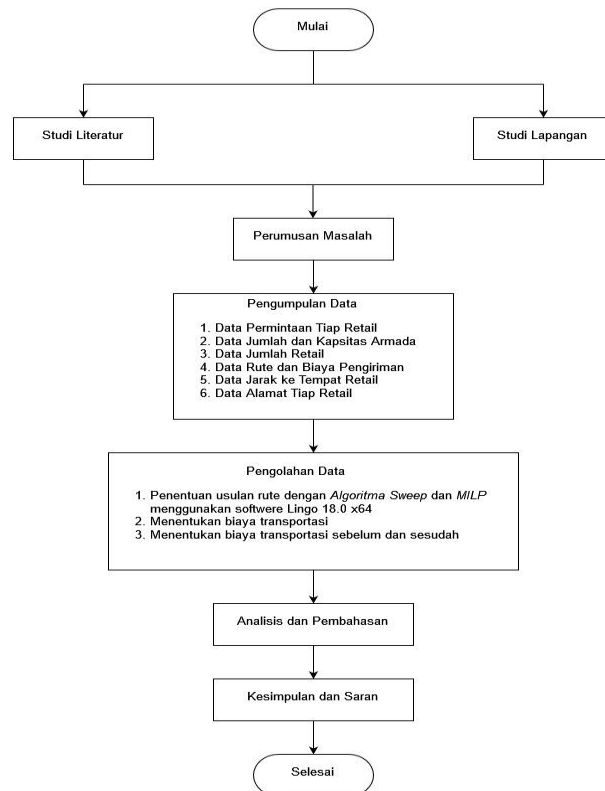 Mulai
Studi Literatur
Studi Lapangan
Perumusan Masalah
Pengumpulan Data
1. Data Permintaan Tiap Retail
2. Data Jumlah dan Kapsitas Armada
3. Data Jumlah Retail
4. Data Rute dan Biaya Pengiriman
5. Data Jarak ke Tempat Retail
6. Data Alamat Tiap Retail
Pengolahan Data
1. Penentuan usulan rute dengan Algoritma Sweep dan MILP
menggunakan softwere Lingo 18.0 x64
2. Menentukan biaya transportasi
3. Menentukan biaya transportasi sebelum dan sesudah
Analisis dan Pembahasan
Kesimpulan dan Saran
Selesai